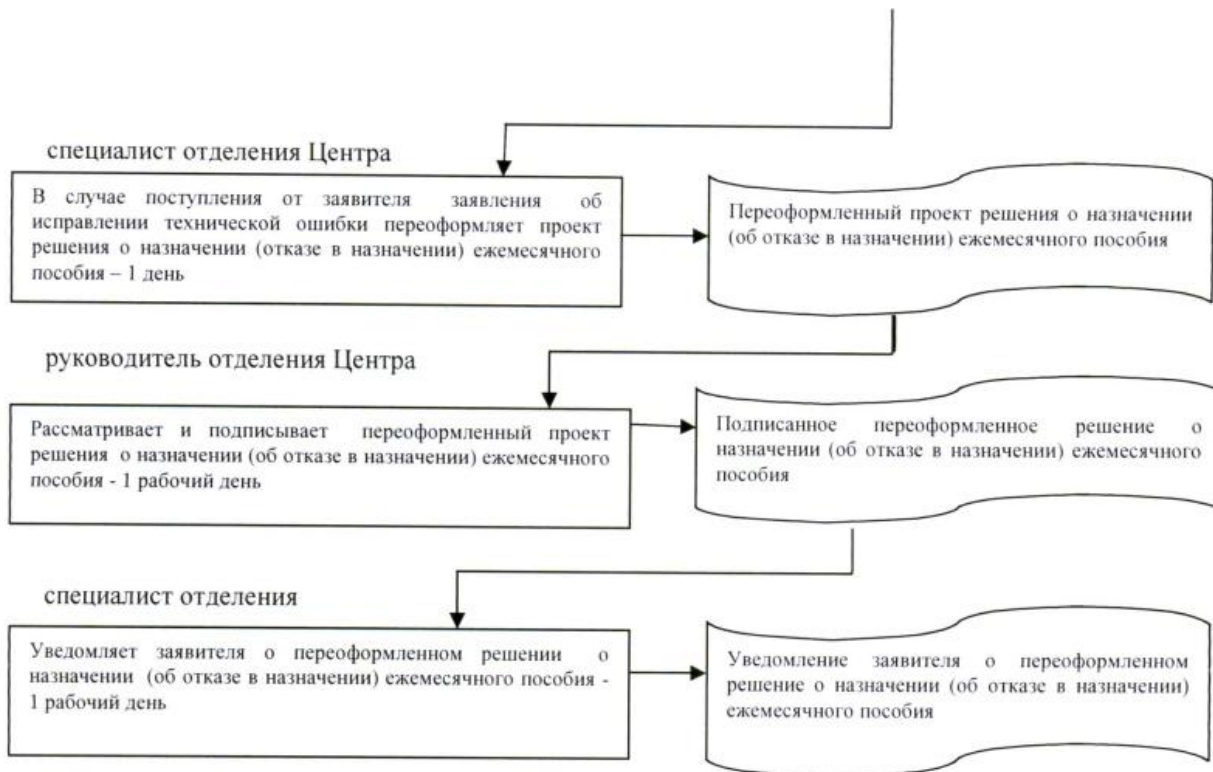 специалист отделения Центра
В случае поступления от заявителя заявления об
исправлении технической ошибки переоформляет проект
решения о назначении (отказе в назначении) ежемесячного
пособия – 1 день
Переоформленный проект решения о назначении
(об отказе в назначении) ежемесячного пособия
руководитель отделения Центра
Рассматривает и подписывает переоформленный проект
решения о назначении (об отказе в назначении) ежемесячного
пособия - 1 рабочий день
Подписанное переоформленное решение о
назначении (об отказе в назначении) ежемесячного
пособия
специалист отделения
Уведомляет заявителя о переоформленном решении о
назначении (об отказе в назначении) ежемесячного пособия -
1 рабочий день
Уведомление заявителя о переоформленном
решение о назначении (об отказе в назначении)
ежемесячного пособия